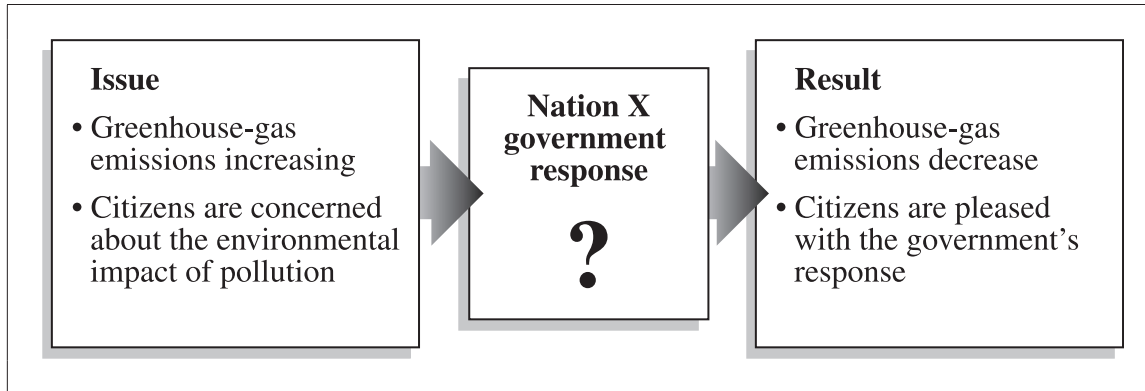 Issue
• Greenhouse-gas
emissions increasing
• Citizens are concerned
about the environmental
impact of pollution
Nation X
government
response
?
Result
• Greenhouse-gas
emissions decrease
• Citizens are pleased
with the government’s
response